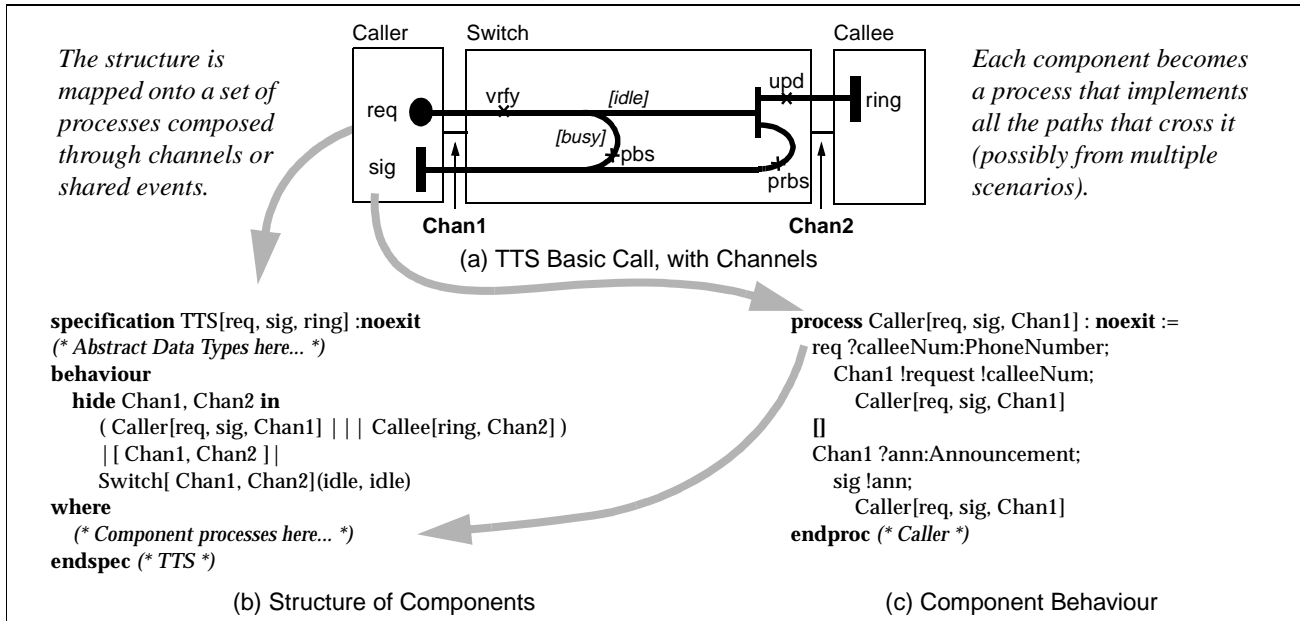 The structure is
mapped onto a set of
processes composed
through channels or
shared events.
Caller
Switch
Callee
req
vrfy
[idle]
upd
ring
[busy]
pbs
sig
prbs
Chan1
Chan2
(a) TTS Basic Call, with Channels
Each component becomes
a process that implements
all the paths that cross it
(possibly from multiple
scenarios).
specification TTS[req, sig, ring] :noexit
(* Abstract Data Types here... *)
behaviour
hide Chan1, Chan2 in
( Caller[req, sig, Chan1] | | | Callee[ring, Chan2] )
| [ Chan1, Chan2 ] |
Switch[ Chan1, Chan2](idle, idle)
where
(* Component processes here... *)
endspec (* TTS *)
(b) Structure of Components
process Caller[req, sig, Chan1] : noexit :=
req ?calleeNum:PhoneNumber;
Chan1 !request !calleeNum;
Caller[req, sig, Chan1]
[]
Chan1 ?ann:Announcement;
sig !ann;
Caller[req, sig, Chan1]
endproc (* Caller *)
(c) Component Behaviour